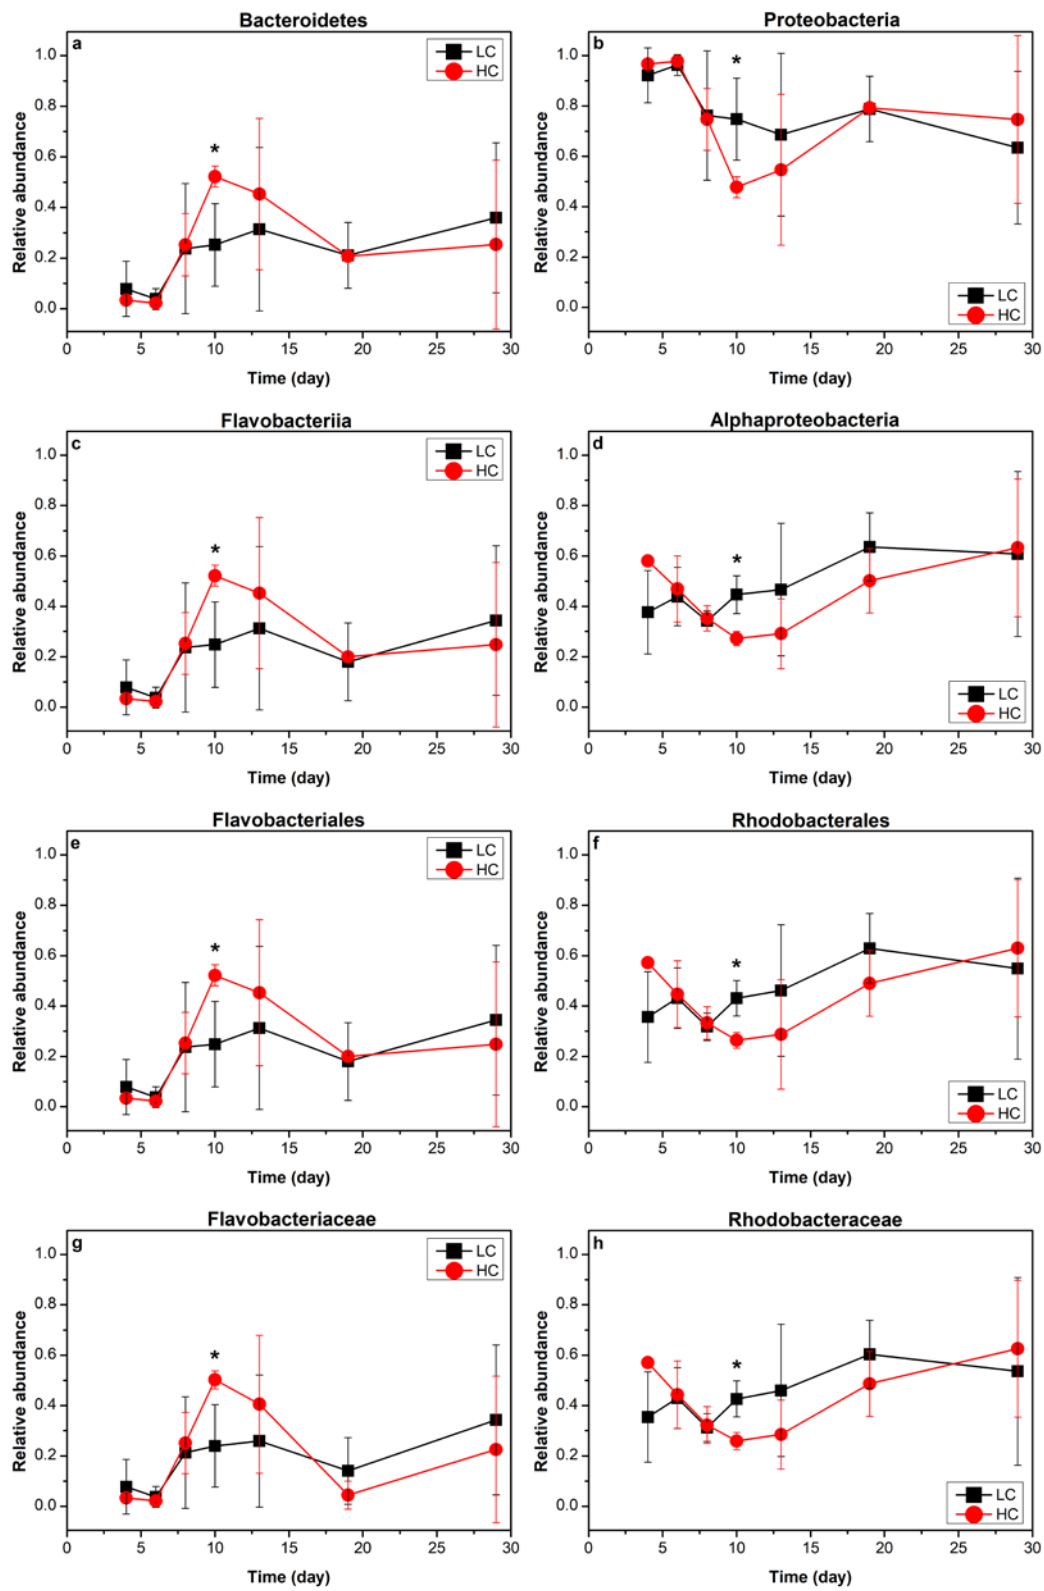 Bacteroidetes
a
LC
HC
*
Relative abundance
1.0
0.8
0.6
0.4
0.2
0.0
0 5 10 15 20 25 30
Time (day)
Proteobacteria
b
*
LC
HC
Relative abundance
1.0
0.8
0.6
0.4
0.2
0.0
0 5 10 15 20 25 30
Time (day)
Flavobacteriia
c
LC
HC
*
Relative abundance
1.0
0.8
0.6
0.4
0.2
0.0
0 5 10 15 20 25 30
Time (day)
Alphaproteobacteria
d
*
LC
HC
Relative abundance
1.0
0.8
0.6
0.4
0.2
0.0
0 5 10 15 20 25 30
Time (day)
Flavobacteriales
e
LC
HC
*
Relative abundance
1.0
0.8
0.6
0.4
0.2
0.0
0 5 10 15 20 25 30
Time (day)
Rhodobacterales
f
*
LC
HC
Relative abundance
1.0
0.8
0.6
0.4
0.2
0.0
0 5 10 15 20 25 30
Time (day)
Flavobacteriaceae
g
LC
HC
*
Relative abundance
1.0
0.8
0.6
0.4
0.2
0.0
0 5 10 15 20 25 30
Time (day)
Rhodobacteraceae
h
*
LC
HC
Relative abundance
1.0
0.8
0.6
0.4
0.2
0.0
0 5 10 15 20 25 30
Time (day)